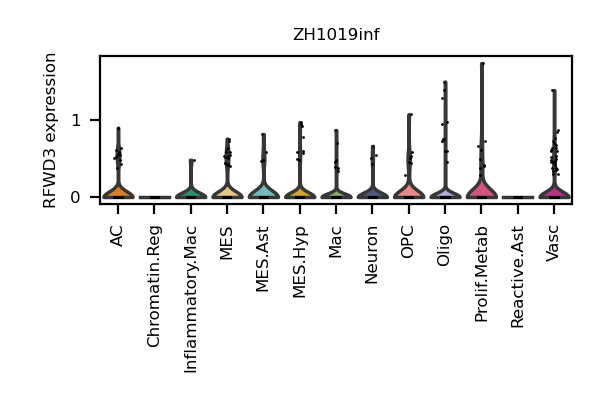 ZH1019inf
RFWD3 expression
1
0
AC
Chromatin.Reg
Inflammatory.Mac
MES
MES.Ast
MES.Hyp
Mac
Neuron
OPC
Oligo
Prolif.Metab
Reactive.Ast
Vasc